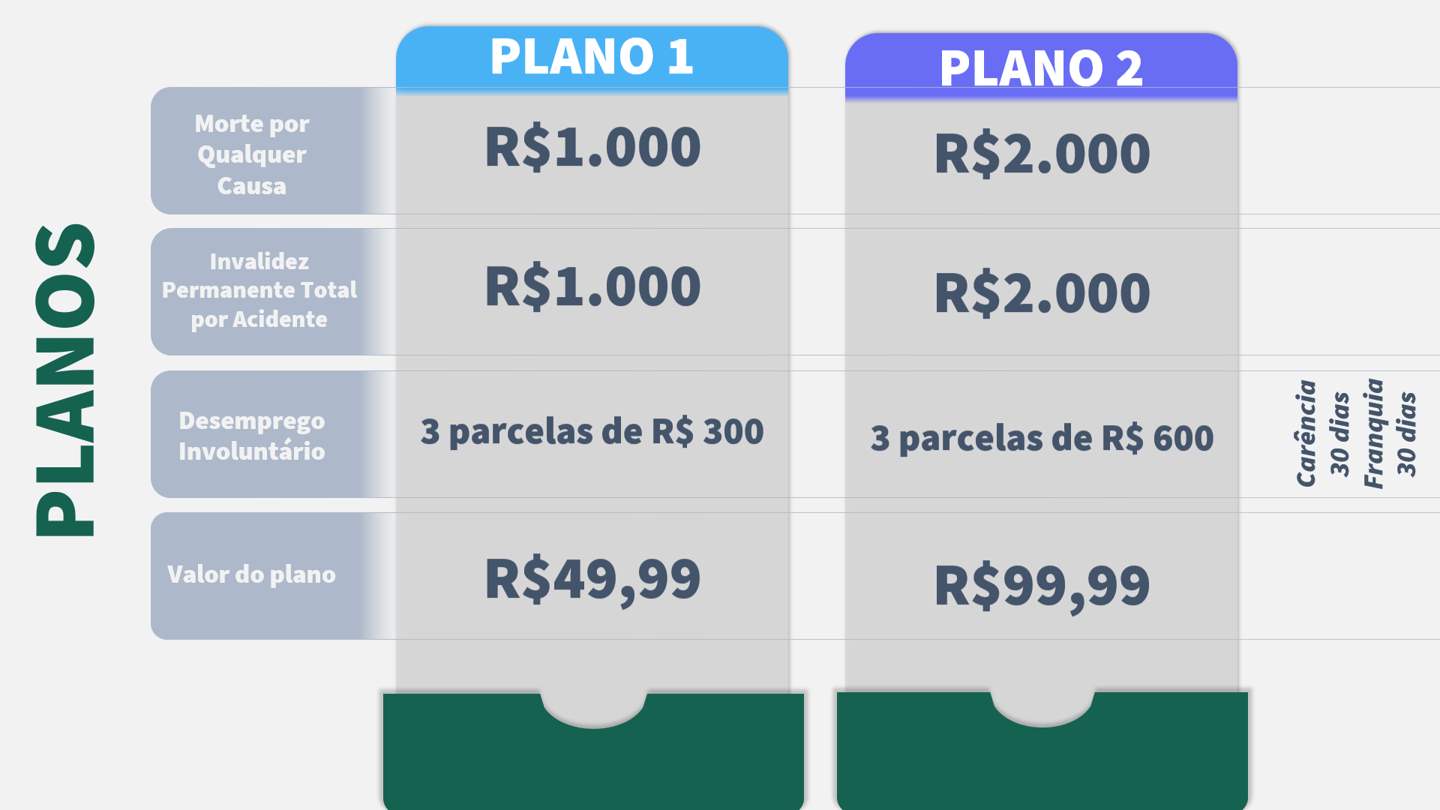 PLANOS
PLANO 1
PLANO 2
Morte por
Qualquer
Causa
R$1.000
R$2.000
Invalidez
Permanente Total
por Acidente
R$1.000
R$2.000
Desemprego
Involuntário
3 parcelas de R$ 300
3 parcelas de R$ 600
Carência
30 dias
Franquia
30 dias
Valor do plano
R$49,99
R$99,99